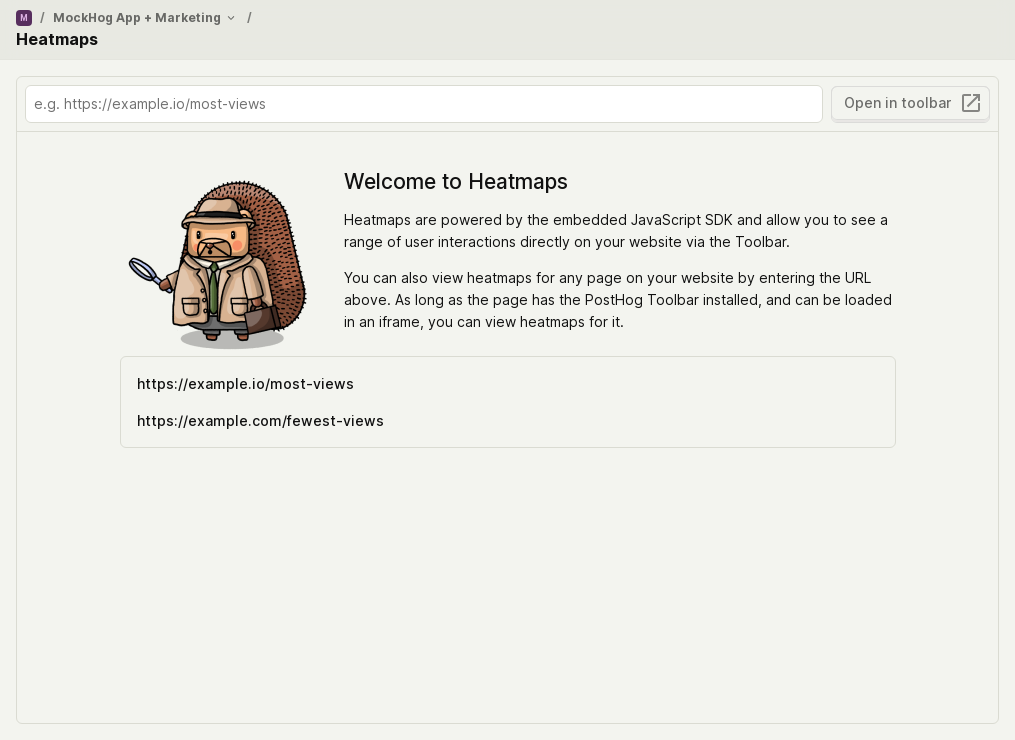 M / MockHog App + Marketing /
Heatmaps
e.g. https://example.io/most-views
Open in toolbar
Welcome to Heatmaps
Heatmaps are powered by the embedded JavaScript SDK and allow you to see a
range of user interactions directly on your website via the Toolbar.
You can also view heatmaps for any page on your website by entering the URL
above. As long as the page has the PostHog Toolbar installed, and can be loaded
in an iframe, you can view heatmaps for it.
https://example.io/most-views
https://example.com/fewest-views